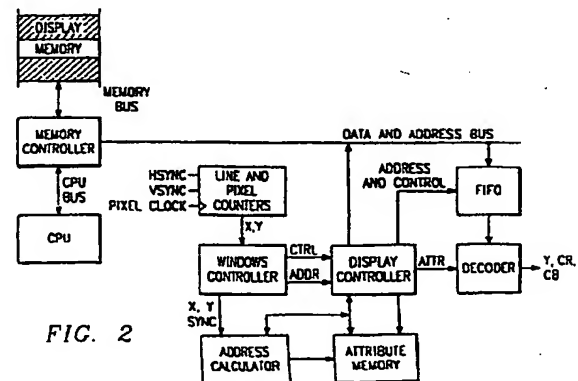 DISPLAY
MEMORY
MEMORY
BUS
MEMORY
CONTROLLER
DATA AND ADDRESS BUS
CPU
BUS
HSYNC
VSYNC
PIXEL CLOCK
LINE AND
PIXEL
COUNTERS
ADDRESS
AND CONTROL
FIFO
CPU
X,Y
WINDOWS
CONTROLLER
CTRL
ADDR
DISPLAY
CONTROLLER
ATTR
DECODER
Y, CR,
CB
X, Y
SYNC
FIG. 2
ADDRESS
CALCULATOR
ATTRIBUTE
MEMORY